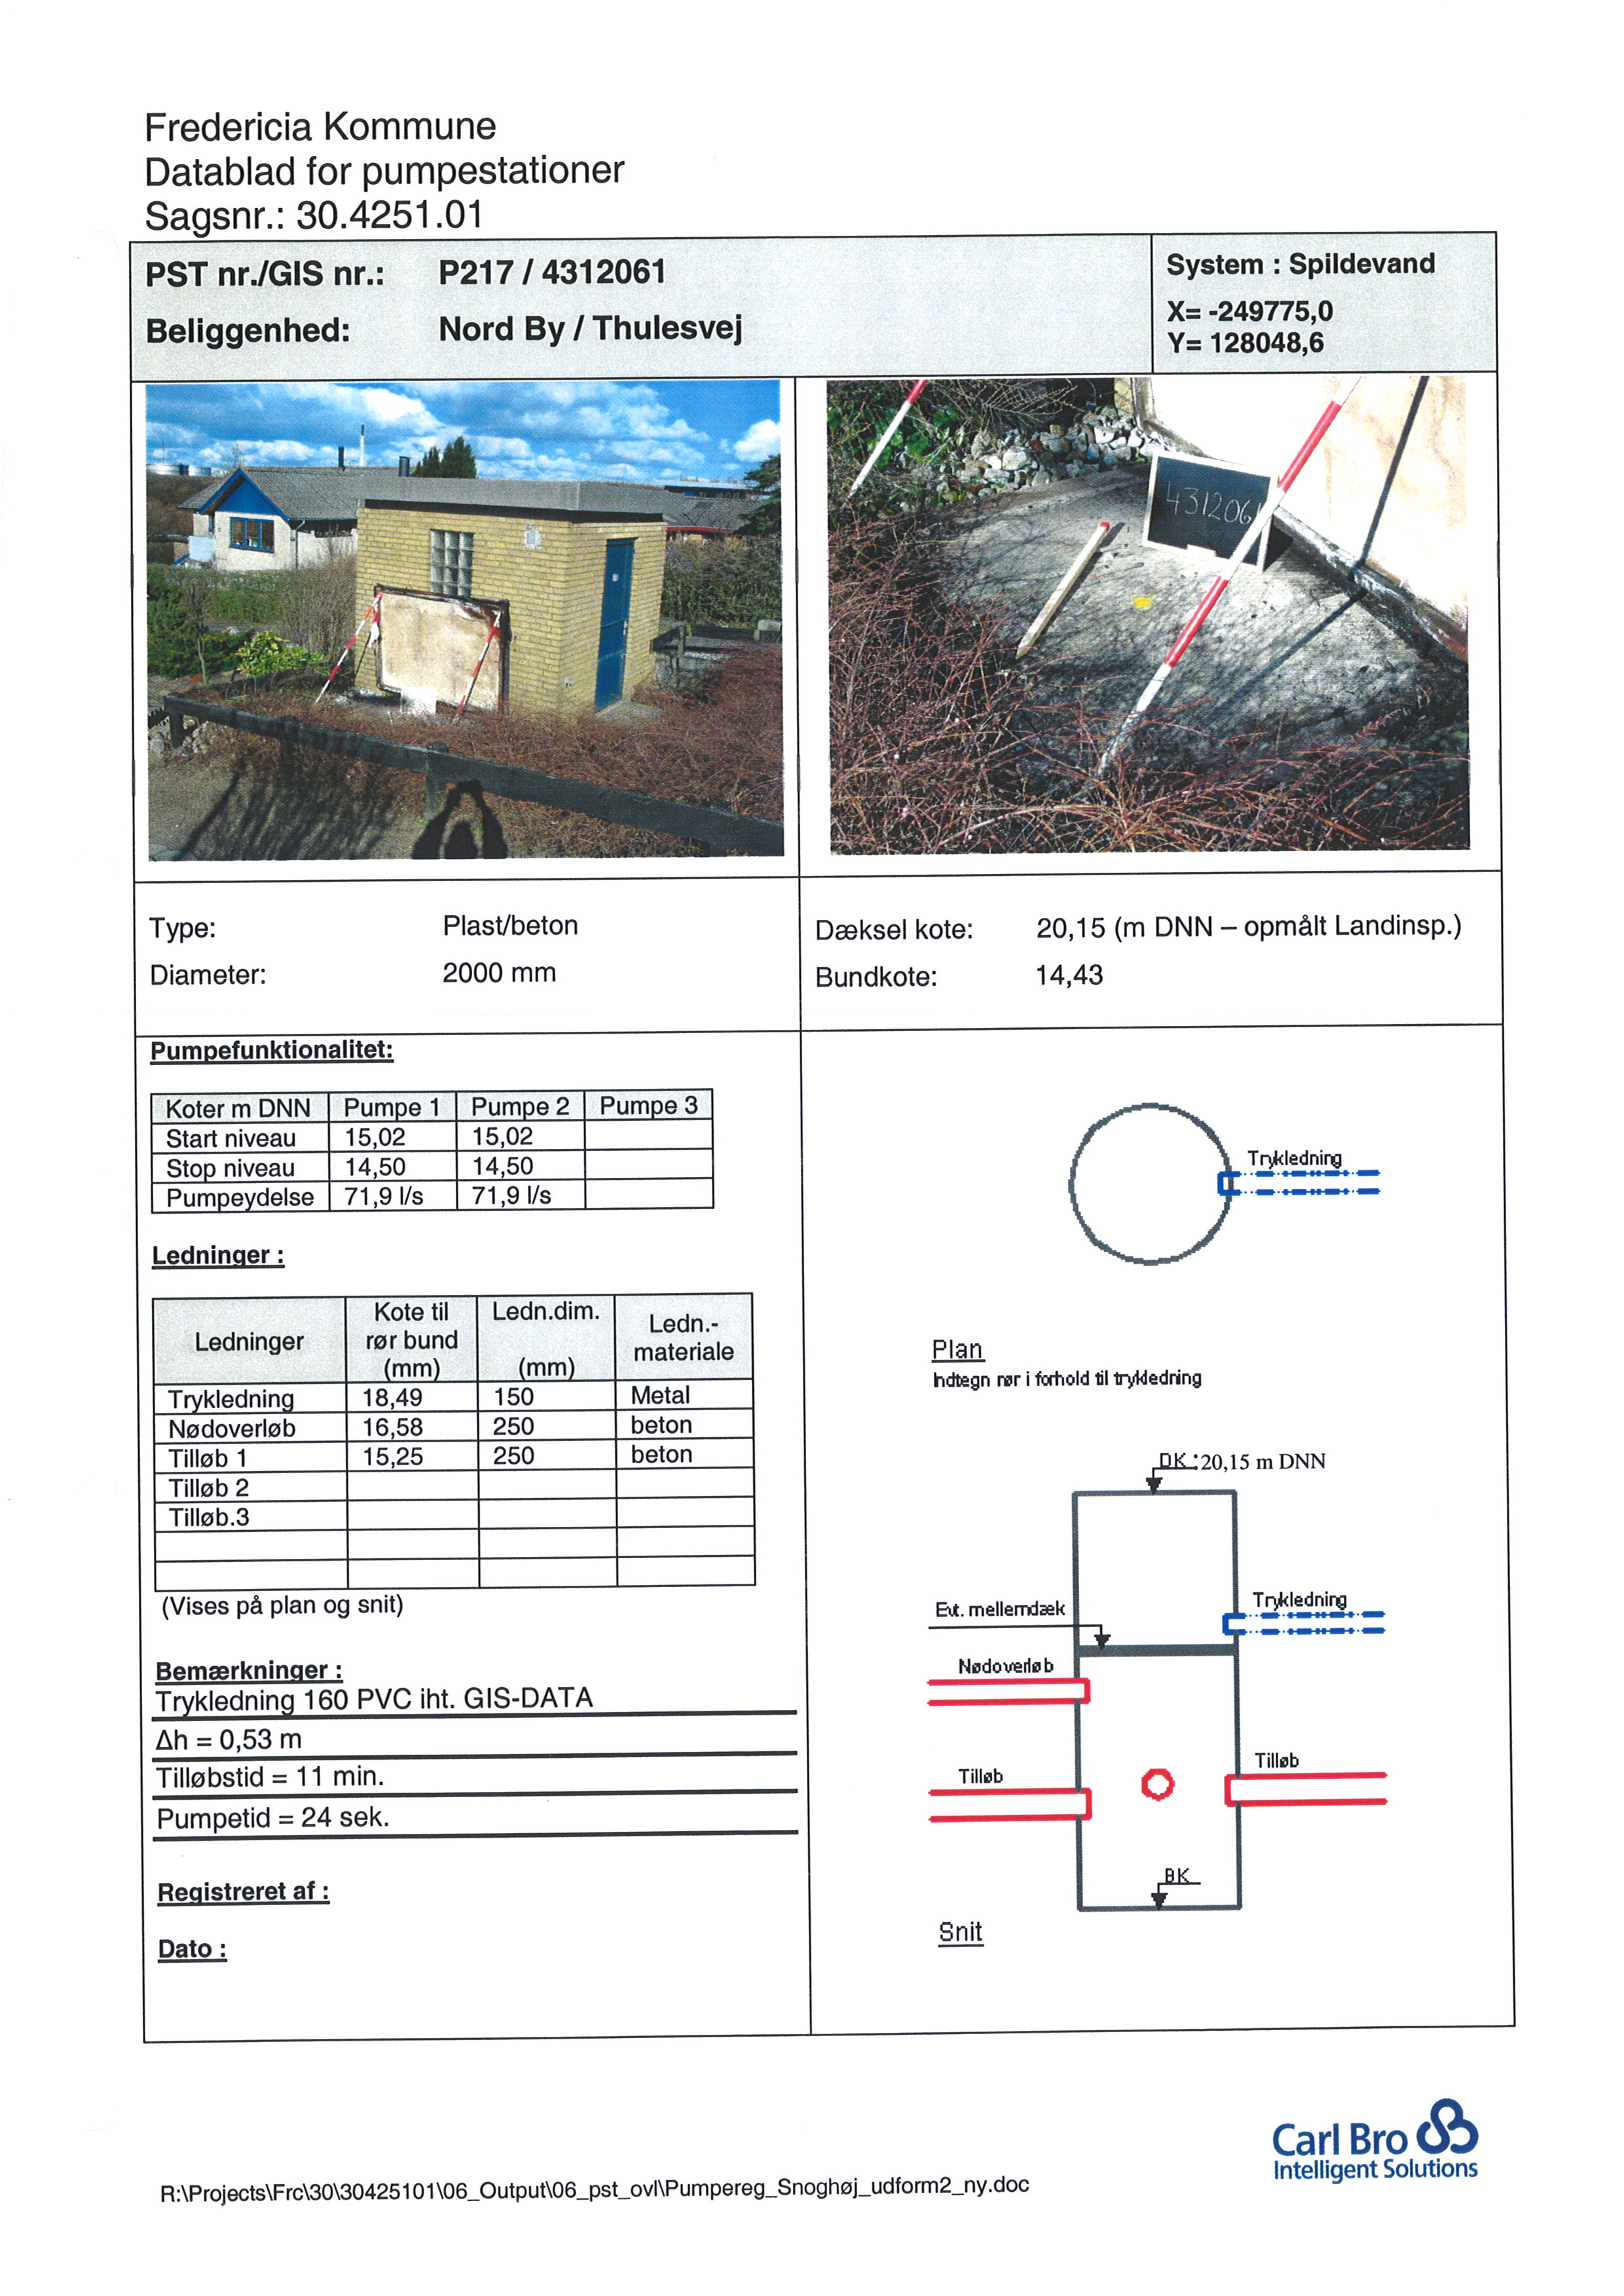 Fredericia Kommune
Datablad for pumpestationer
Sagsnr.: 30.4251.01
PST nr./GIS nr.: P217 / 4312061
Beliggenhed: Nord By / Thulesvej
System : Spildevand
X= -249775,0
Y= 128048,6
431206
Type: Plast/beton
Diameter: 2000 mm
Dæksel kote: 20,15 (m DNN – opmålt Landinsp.)
Bundkote: 14,43
Pumpefunktionalitet:
Koter m DNN Pumpe 1 Pumpe 2 Pumpe 3
Start niveau 15,02 15,02
Stop niveau 14,50 14,50
Pumpeydelse 71,9 l/s 71,9 l/s
Ledninger :
Ledninger Kote til rør bund (mm) Ledn.dim. (mm) Ledn.-materiale
Trykledning 18,49 150 Metal
Nødoverløb 16,58 250 beton
Tilløb 1 15,25 250 beton
Tilløb 2
Tilløb.3
(Vises på plan og snit)
Bemærkninger :
Trykledning 160 PVC iht. GIS-DATA
Δh = 0,53 m
Tilløbstid = 11 min.
Pumpetid = 24 sek.
Registreret af :
Dato :
Trykledning
Plan
Indtegn rør i forhold til trykledning
DK :20,15 m DNN
Evt. mellemdæk
Trykledning
Nødoverløb
Tilløb
Tilløb
BK
Snit
Carl Bro
Intelligent Solutions
R:\Projects\Frc\30\30425101\06_Output\06_pst_ovl\Pumpereg_Snoghøj_udform2_ny.doc